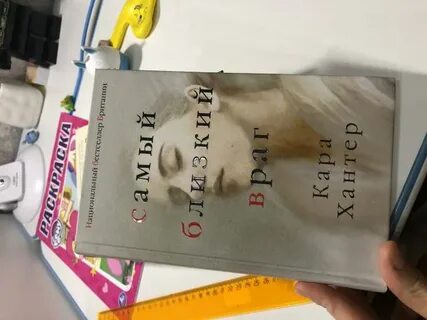 Национальный бестселлер Британии
самый
близкий
враг
Кара
Хантер
РАСКРАСКА